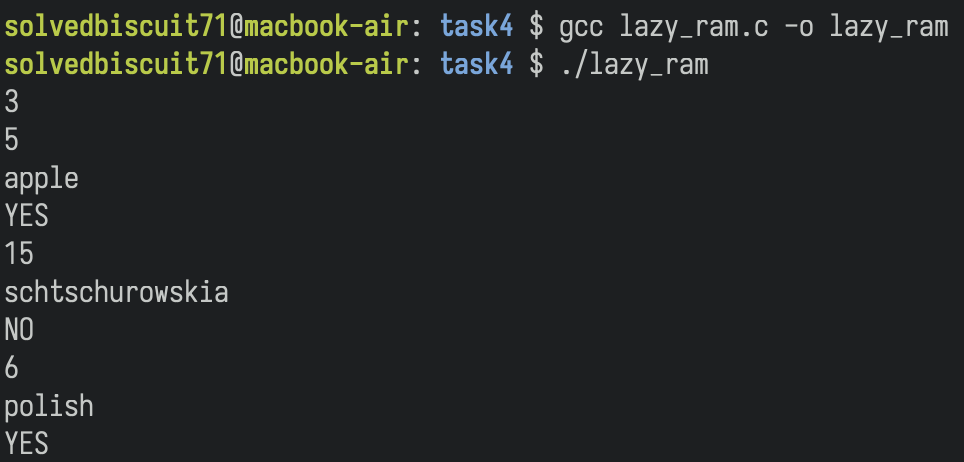 solvedbiscuit71@macbook-air: task4 $ gcc lazy_ram.c -o lazy_ram
solvedbiscuit71@macbook-air: task4 $ ./lazy_ram
3
5
apple
YES
15
schtschurowskia
NO
6
polish
YES